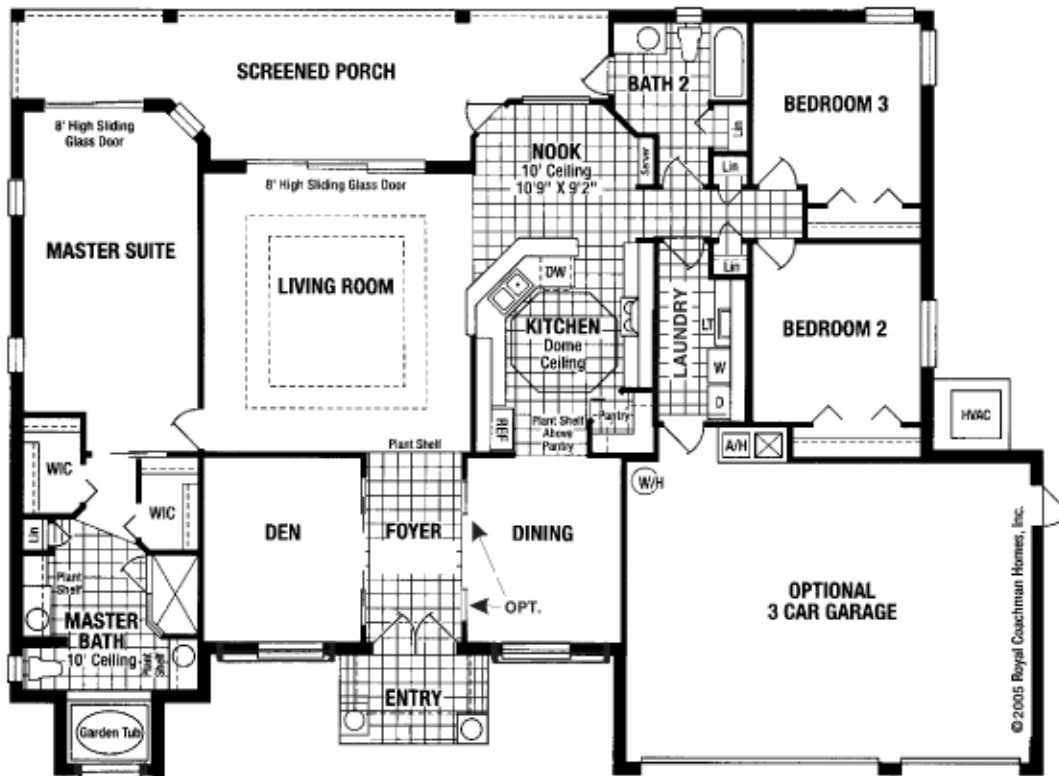 SCREENED PORCH
8' High Sliding
Glass Door
BATH 2
BEDROOM 3
Lin
Lin
Server
NOOK
10' Ceiling
10'9" X 9'2"
8' High Sliding Glass Door
MASTER SUITE
LIVING ROOM
DW
KITCHEN
Dome
Ceiling
Lin
LAUNDRY
LT
W
D
BEDROOM 2
HVAC
REF
Plant Shelf
Above
Pantry
Pantry
Plant Shelf
A/H
W/H
WIC
WIC
Lin
DEN
FOYER
DINING
OPT.
OPTIONAL
3 CAR GARAGE
Plant
Shelf
MASTER
BATH
10' Ceiling
Plant
Shelf
ENTRY
Garden Tub
©2005 Royal Coachman Homes, Inc.